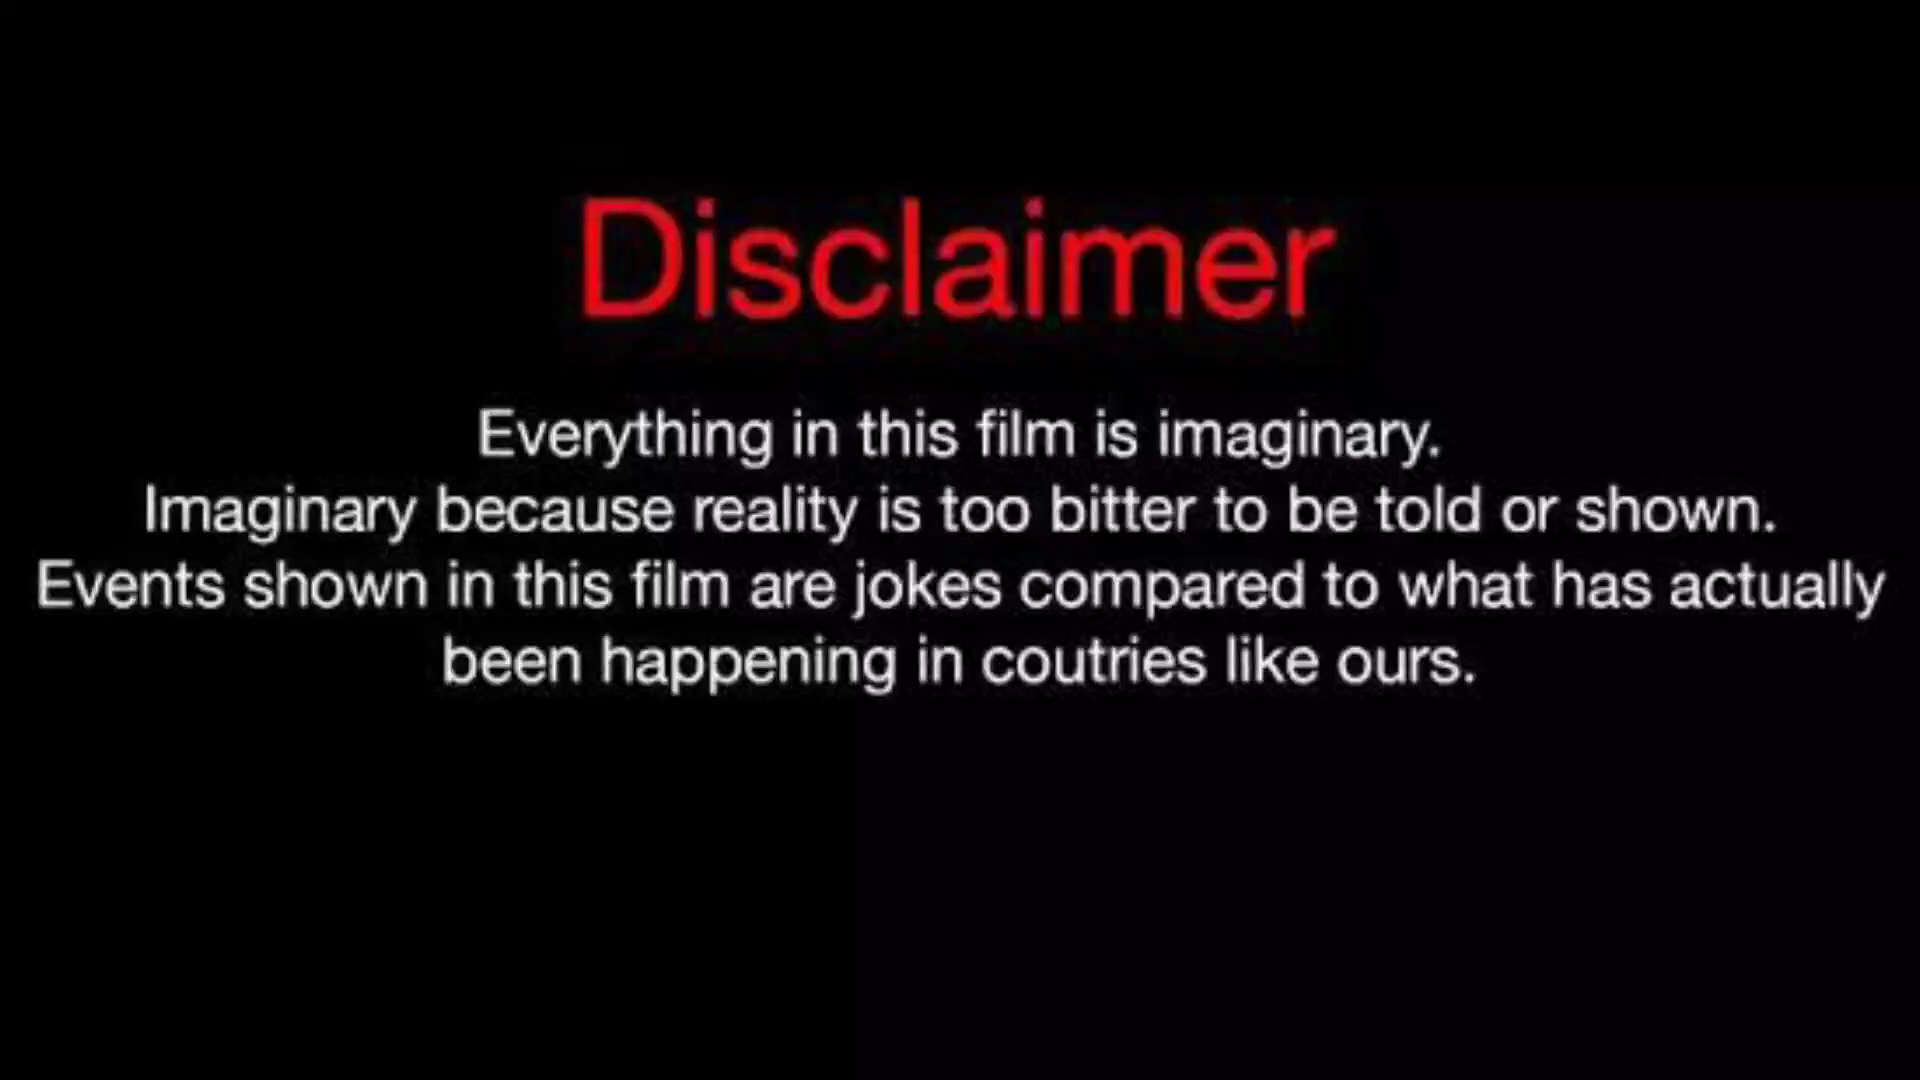 Disclaimer
Everything in this film is imaginary.
Imaginary because reality is too bitter to be told or shown.
Events shown in this film are jokes compared to what has actually
been happening in coutries like ours.